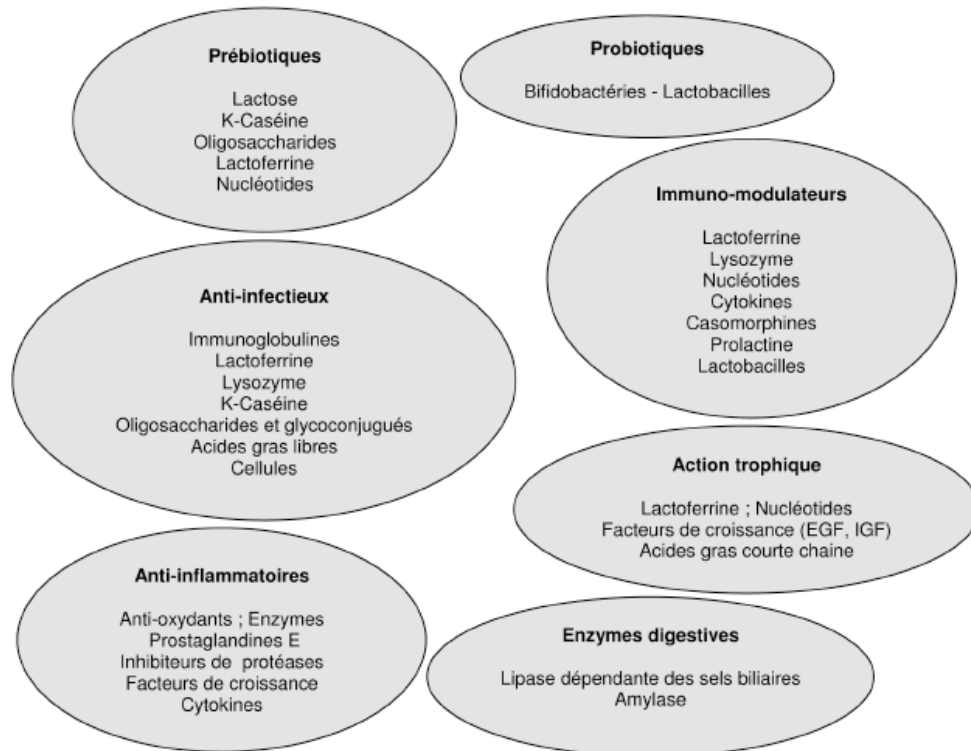 Prébiotiques
Lactose
K-Caséine
Oligosaccharides
Lactoferrine
Nucléotides
Probiotiques
Bifidobactéries - Lactobacilles
Immuno-modulateurs
Lactoferrine
Lysozyme
Nucléotides
Cytokines
Casomorphines
Prolactine
Lactobacilles
Anti-infectieux
Immunoglobulines
Lactoferrine
Lysozyme
K-Caséine
Oligosaccharides et glycoconjugués
Acides gras libres
Cellules
Action trophique
Lactoferrine ; Nucléotides
Facteurs de croissance (EGF, IGF)
Acides gras courte chaine
Anti-inflammatoires
Anti-oxydants ; Enzymes
Prostaglandines E
Inhibiteurs de protéases
Facteurs de croissance
Cytokines
Enzymes digestives
Lipase dépendante des sels biliaires
Amylase